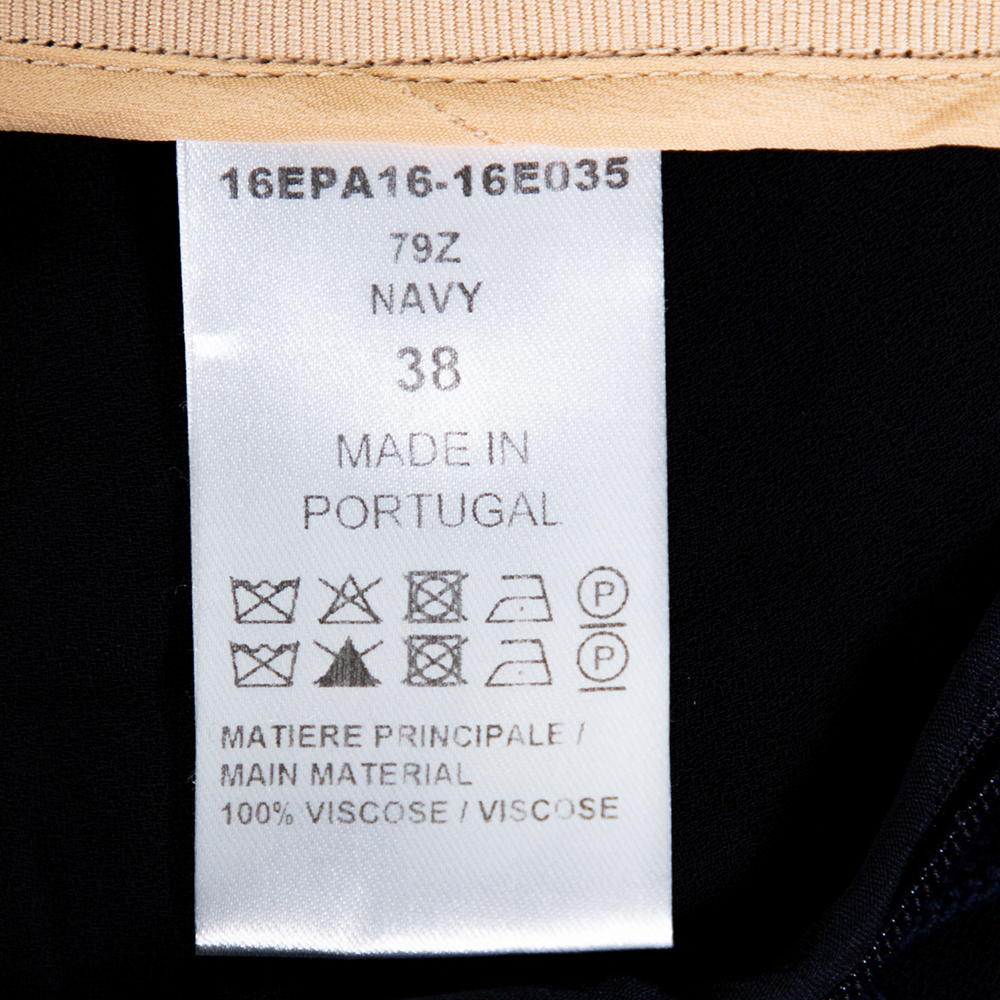 16EPA16-16E035
79Z
NAVY
38
MADE IN
PORTUGAL
P
P
MATIERE PRINCIPALE /
MAIN MATERIAL
100% VISCOSE / VISCOSE